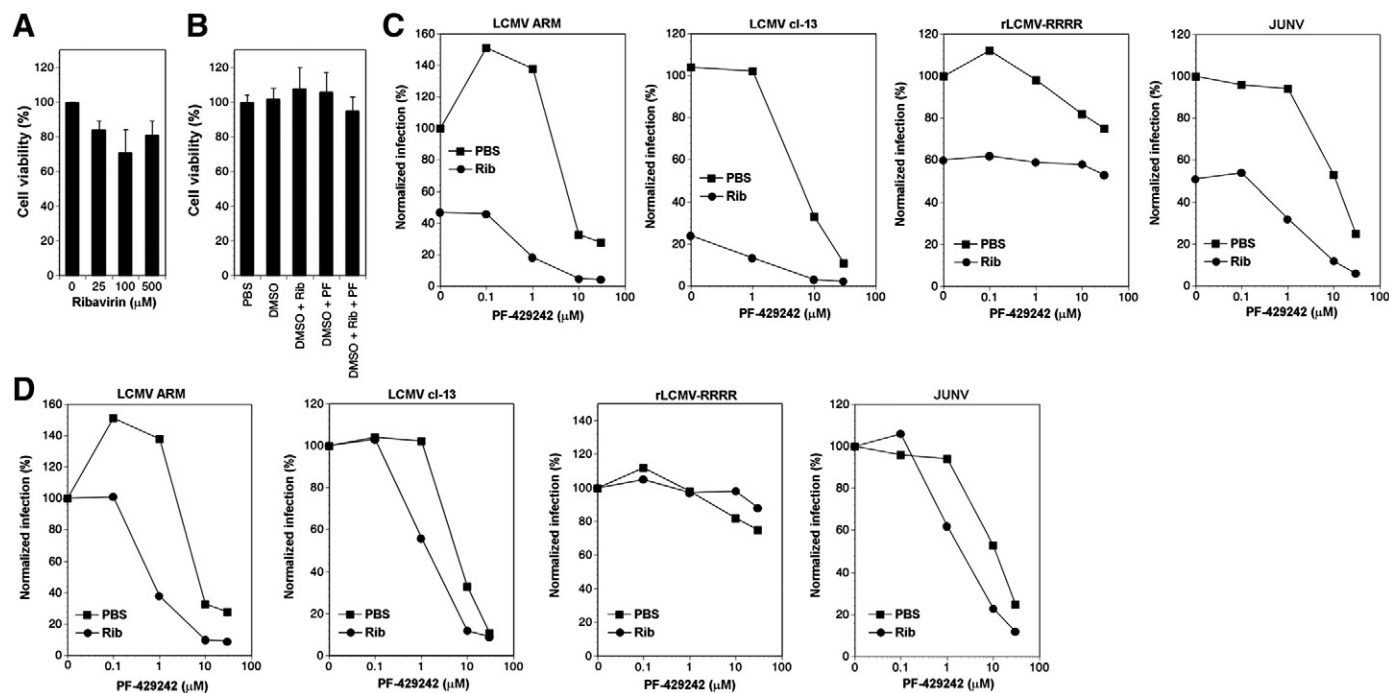 A
Cell viability (%)
120
100
80
60
40
20
0
0 25 100 500
Ribavirin (μM)
B
Cell viability (%)
120
100
80
60
40
20
0
PBS
DMSO
DMSO + Rib
DMSO + PF
DMSO + Rib + PF
C
LCMV ARM
Normalized infection (%)
160
140
120
100
80
60
40
20
0
PBS
Rib
0 0.1 1 10 100
PF-429242 (μM)
LCMV cl-13
Normalized infection (%)
120
100
80
60
40
20
0
PBS
Rib
0 1 10 100
PF-429242 (μM)
rLCMV-RRRR
Normalized infection (%)
120
100
80
60
40
20
0
PBS
Rib
0 0.1 1 10 100
PF-429242 (μM)
JUNV
Normalized infection (%)
120
100
80
60
40
20
0
PBS
Rib
0 0.1 1 10 100
PF-429242 (μM)
D
LCMV ARM
Normalized infection (%)
160
140
120
100
80
60
40
20
0
PBS
Rib
0 0.1 1 10 100
PF-429242 (μM)
LCMV cl-13
Normalized infection (%)
120
100
80
60
40
20
0
PBS
Rib
0 0.1 1 10 100
PF-429242 (μM)
rLCMV-RRRR
Normalized infection (%)
140
120
100
80
60
40
20
0
PBS
Rib
0 0.1 1 10 100
PF-429242 (μM)
JUNV
Normalized infection (%)
120
100
80
60
40
20
0
PBS
Rib
0 0.1 1 10 100
PF-429242 (μM)